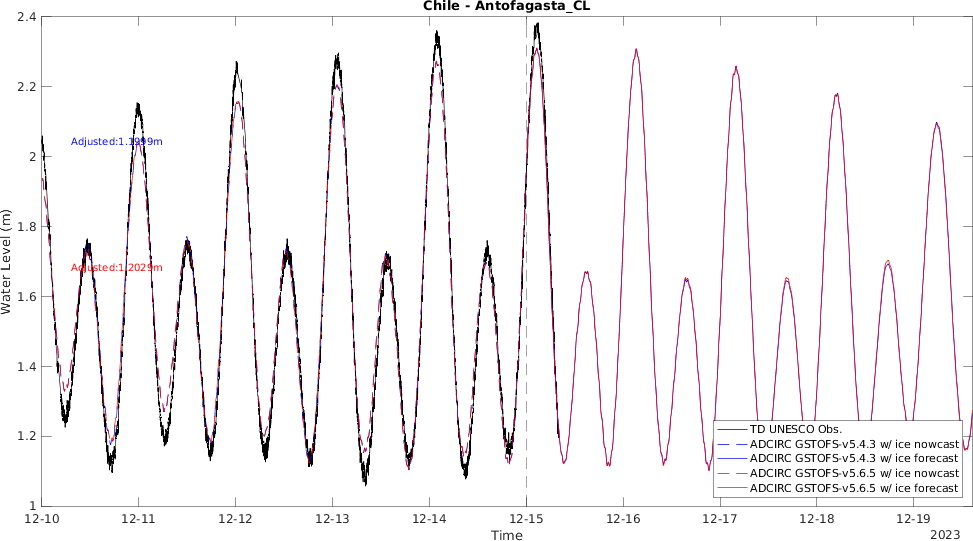 Chile - Antofagasta_CL
2.4
2.2
2
1.8
1.6
1.4
1.2
1
Water Level (m)
Adjusted:1.1999m
Adjusted:1.2029m
TD UNESCO Obs.
ADCIRC GSTOFS-v5.4.3 w/ ice nowcast
ADCIRC GSTOFS-v5.4.3 w/ ice forecast
ADCIRC GSTOFS-v5.6.5 w/ ice nowcast
ADCIRC GSTOFS-v5.6.5 w/ ice forecast
12-10 12-11 12-12 12-13 12-14 12-15 12-16 12-17 12-18 12-19
Time
2023